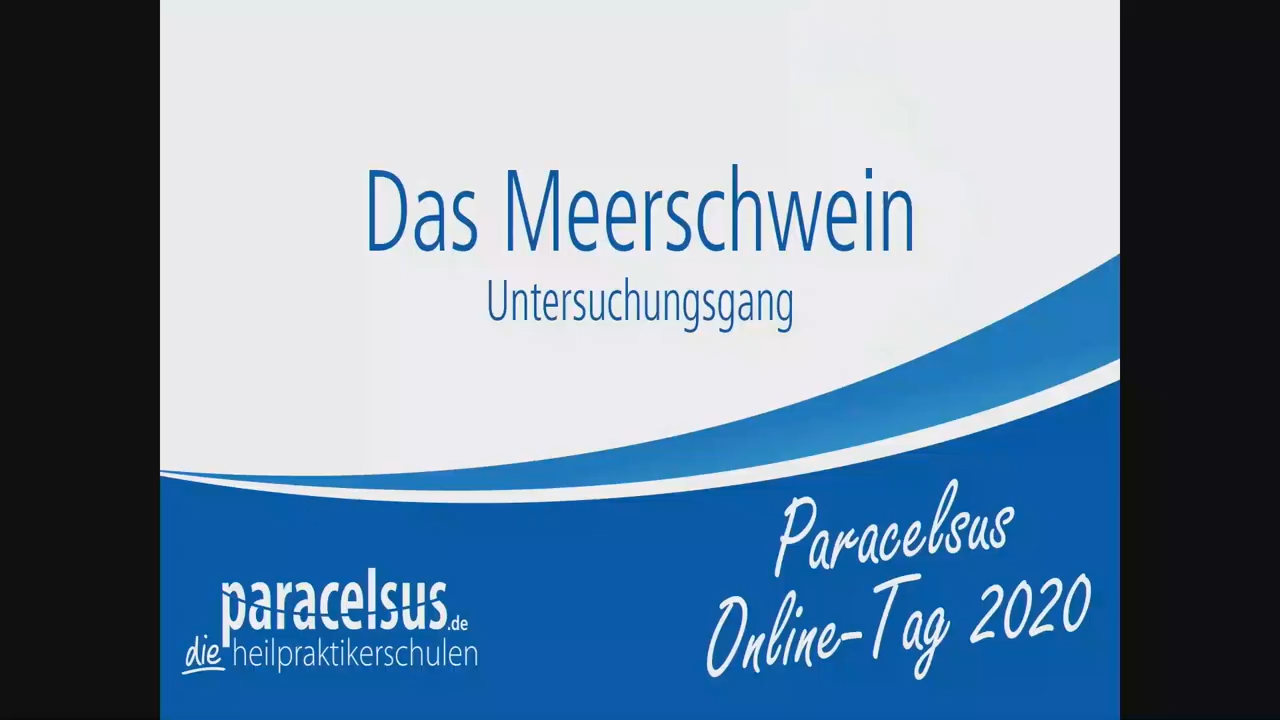 Das Meerschwein
Untersuchungsgang
Paracelsus
Online-Tag 2020
paracelsus.de
die heilpraktikerschulen